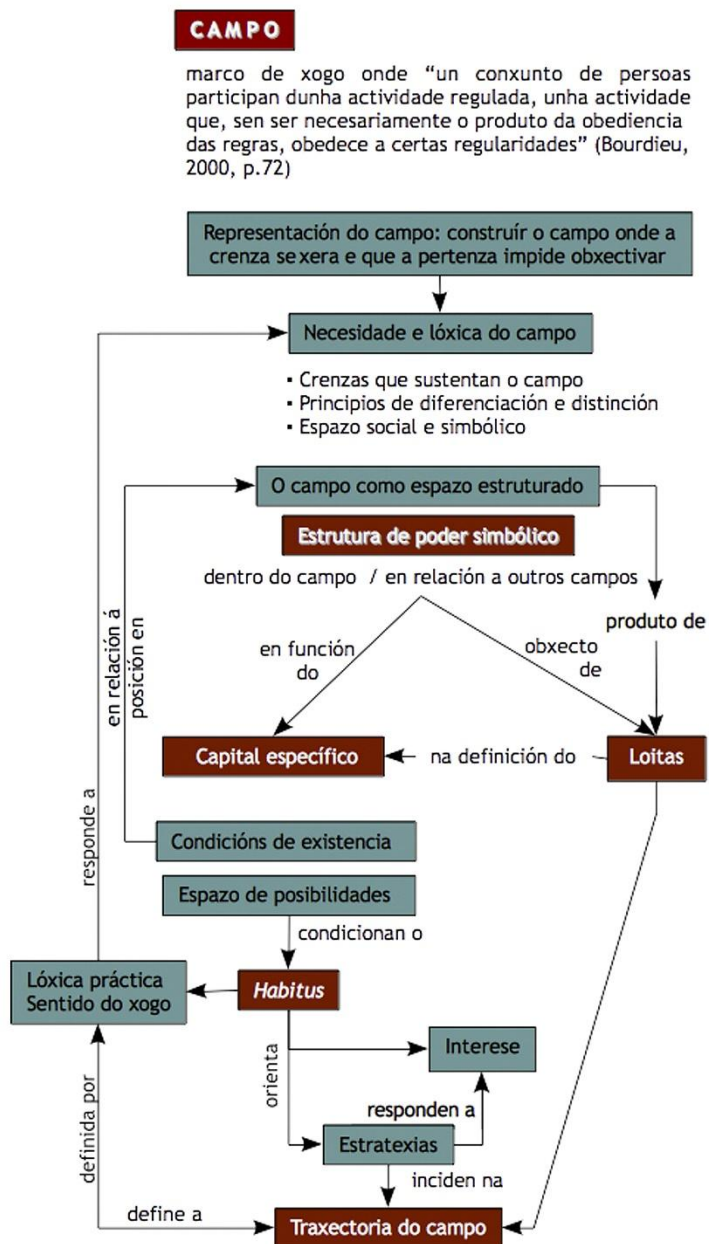 CAMPO
marco de xogo onde “un conxunto de persoas
participan dunha actividade regulada, unha actividade
que, sen ser necesariamente o produto da obediencia
das regras, obedece a certas regularidades” (Bourdieu,
2000, p.72)
Representación do campo: construír o campo onde a
crenza se xera e que a pertenza impide obxectivar
Necesidade e lóxica do campo
▪ Crenzas que sustentan o campo
▪ Principios de diferenciación e distinción
▪ Espazo social e simbólico
O campo como espazo estruturado
Estrutura de poder simbólico
dentro do campo / en relación a outros campos
produto de
en función
do
obxecto
de
en relación á
posición en
Capital específico
na definición do
Loitas
responde a
Condicións de existencia
Espazo de posibilidades
condicionan o
Lóxica práctica
Sentido do xogo
Habitus
Interese
orienta
responden a
Estratexias
definida por
inciden na
define a
Traxectoria do campo